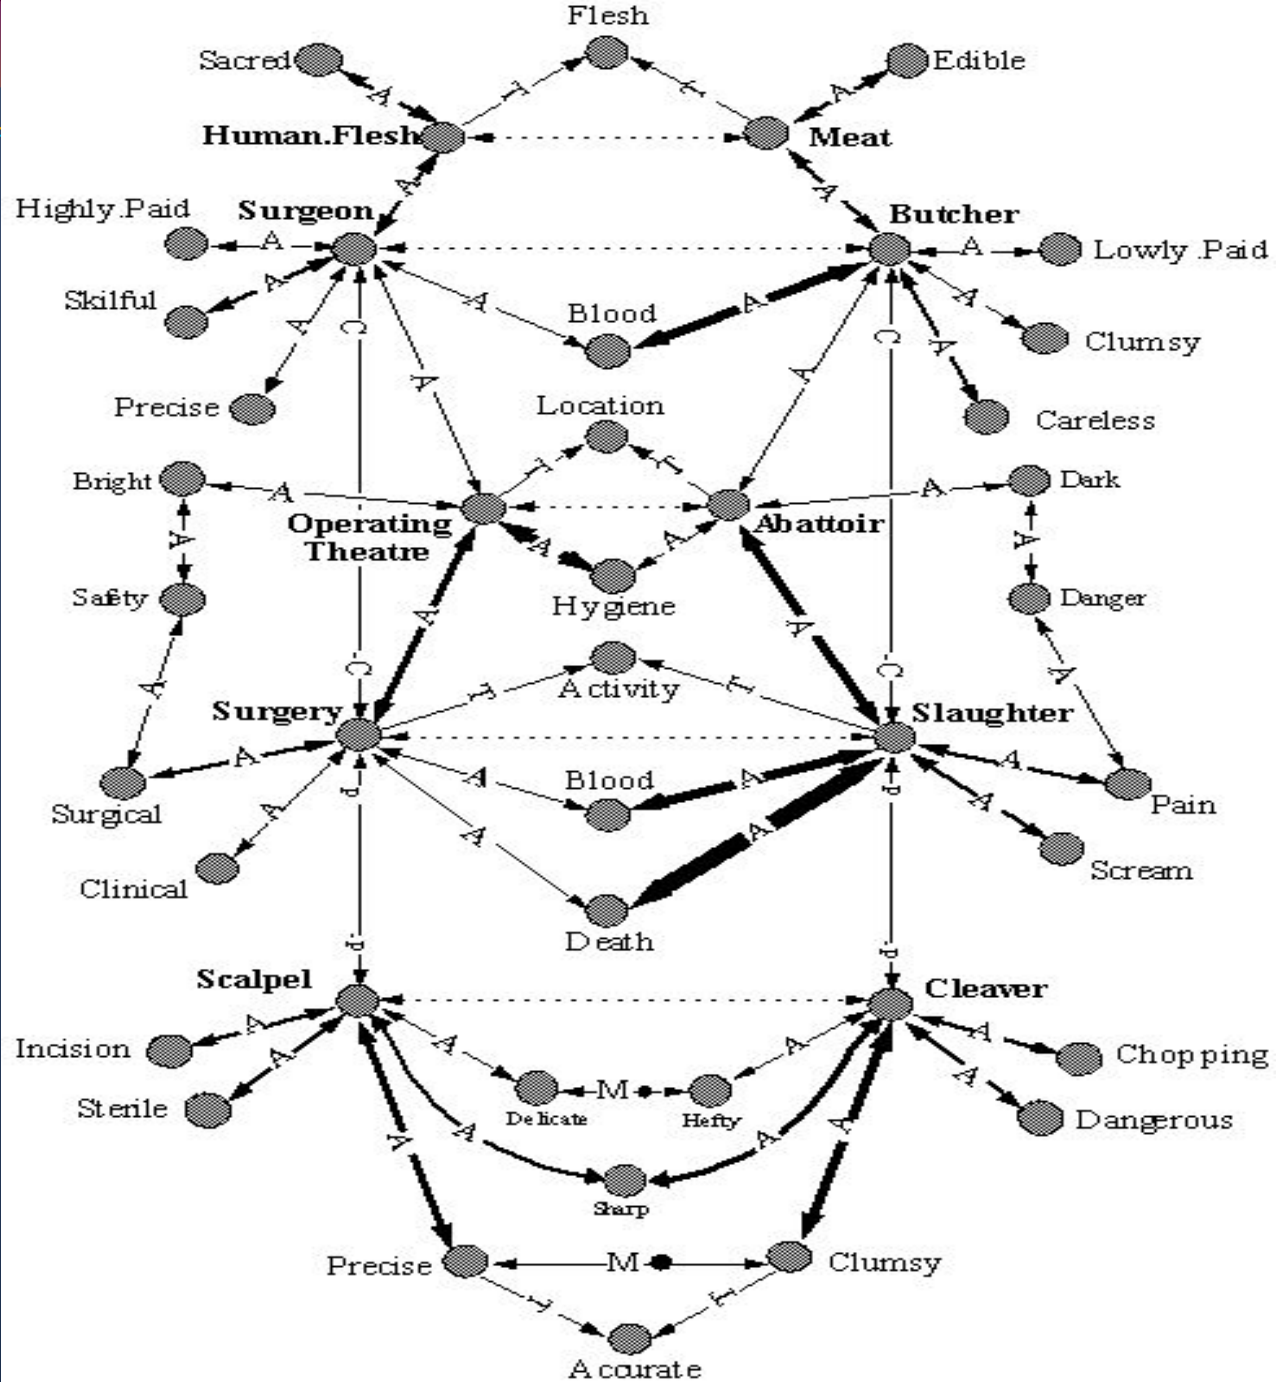 Flesh
Sacred
Edible
A
A
T
T
Human.Flesh
Meat
A
A
Highly.Paid
Surgeon
Butcher
A
A
Lowly.Paid
Skilful
A
A
A
A
Blood
A
C
C
A
Clumsy
Precise
A
A
Location
Careless
Bright
T
T
Dark
A
A
Operating
Theatre
Abattoir
A
A
A
A
Safety
Hygiene
Danger
A
A
C
C
A
A
T
Activity
T
Surgery
Slaughter
A
A
Blood
A
A
P
P
Surgical
Pain
A
A
A
A
Clinical
Scream
Death
P
P
Scalpel
Cleaver
Incision
A
A
A
A
Chopping
Sterile
A
M
A
Delicate
Hefty
Dangerous
A
A
A
A
Sharp
Precise
M
Clumsy
T
T
Accurate